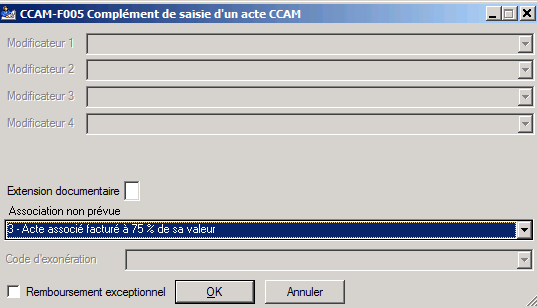 CCAM-F005 Complément de saisie d'un acte CCAM
Modificateur 1
Modificateur 2
Modificateur 3
Modificateur 4
Extension documentaire
Association non prévue
3 - Acte associé facturé à 75 % de sa valeur
Code d'exonération
Remboursement exceptionnel OK Annuler